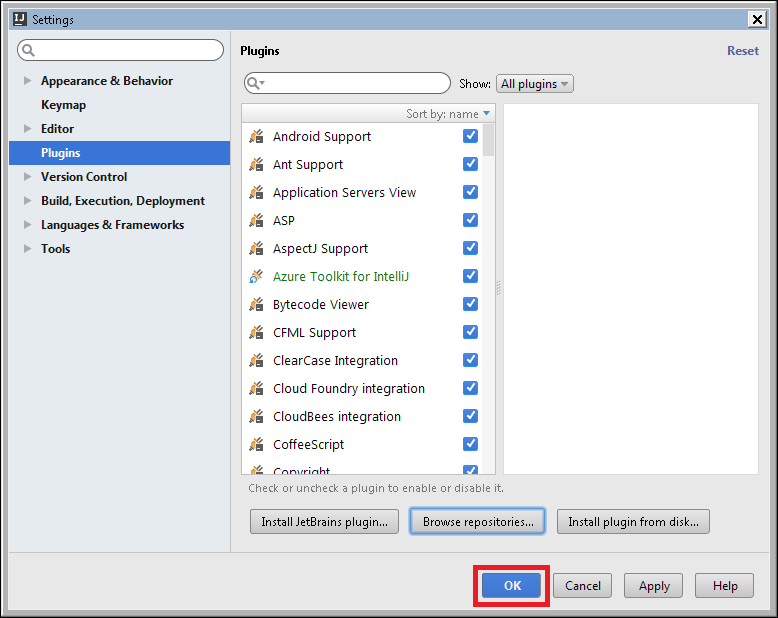 IJ Settings
Plugins
Reset
Appearance & Behavior
Keymap
Editor
Plugins
Version Control
Build, Execution, Deployment
Languages & Frameworks
Tools
Show: All plugins
Sort by: name
Android Support
Ant Support
Application Servers View
ASP
AspectJ Support
Azure Toolkit for IntelliJ
Bytecode Viewer
CFML Support
ClearCase Integration
Cloud Foundry integration
CloudBees integration
CoffeeScript
Copyright
Check or uncheck a plugin to enable or disable it.
Install JetBrains plugin... Browse repositories... Install plugin from disk...
OK Cancel Apply Help